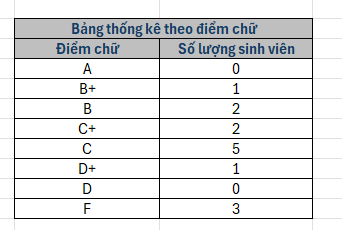 Bảng thống kê theo điểm chữ
Điểm chữ Số lượng sinh viên
A 0
B+ 1
B 2
C+ 2
C 5
D+ 1
D 0
F 3